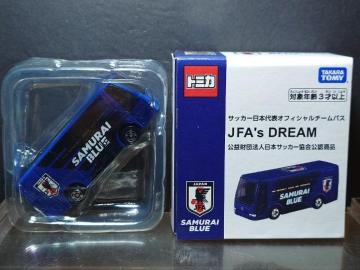 SAMURAI
BLUE
トミカ
TAKARA
TOMY
対象年齢3才以上
サッカー日本代表オフィシャルチームバス
JFA's DREAM
公益財団法人日本サッカー協会公認商品
JAPAN
JFA
SAMURAI
BLUE
SAMURAI
BLUE